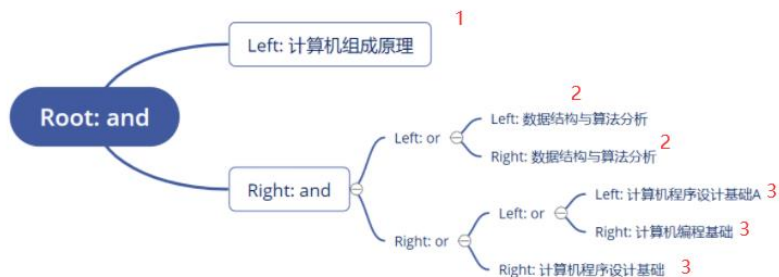 1
Left: 计算机组成原理
Root: and
2
Left: 数据结构与算法分析
Left: or
2
Right: 数据结构与算法分析
Right: and
Left: 计算机程序设计基础A 3
Left: or
Right: 计算机编程基础 3
Right: or
Right: 计算机程序设计基础 3